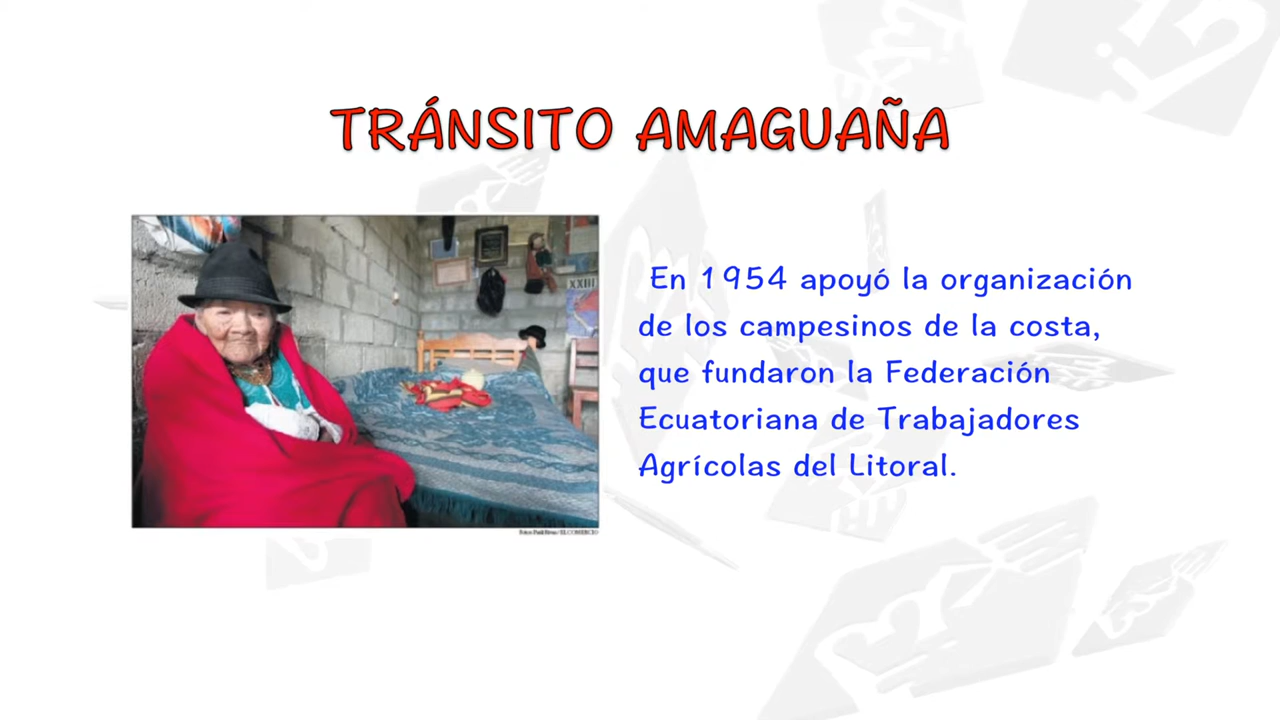 TRÁNSITO AMAGUAÑA
XXIII
En 1954 apoyó la organización
de los campesinos de la costa,
que fundaron la Federación
Ecuatoriana de Trabajadores
Agrícolas del Litoral.